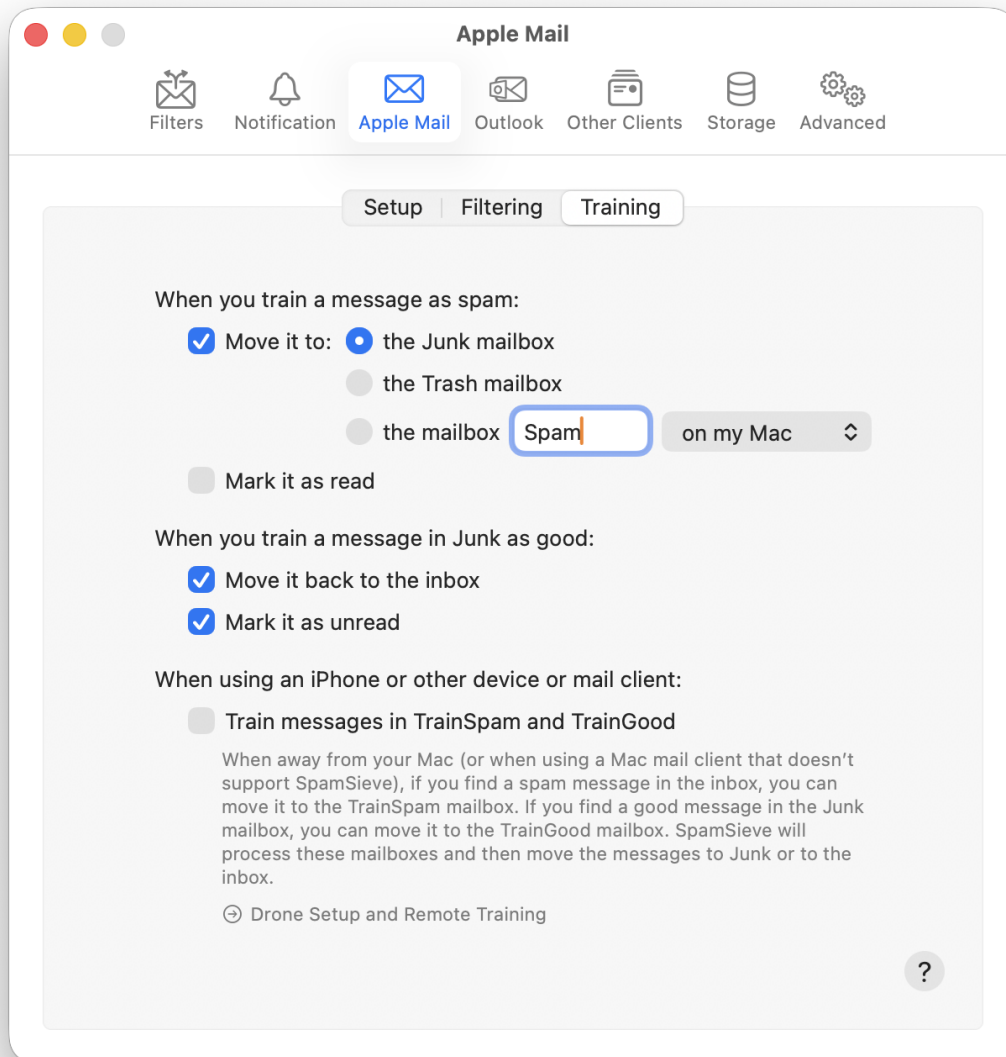 Apple Mail
Filters Notification Apple Mail Outlook Other Clients Storage Advanced
Setup Filtering Training
When you train a message as spam:
Move it to: the Junk mailbox
the Trash mailbox
the mailbox Spam on my Mac
Mark it as read
When you train a message in Junk as good:
Move it back to the inbox
Mark it as unread
When using an iPhone or other device or mail client:
Train messages in TrainSpam and TrainGood
When away from your Mac (or when using a Mac mail client that doesn’t
support SpamSieve), if you find a spam message in the inbox, you can
move it to the TrainSpam mailbox. If you find a good message in the Junk
mailbox, you can move it to the TrainGood mailbox. SpamSieve will
process these mailboxes and then move the messages to Junk or to the
inbox.
Drone Setup and Remote Training
?